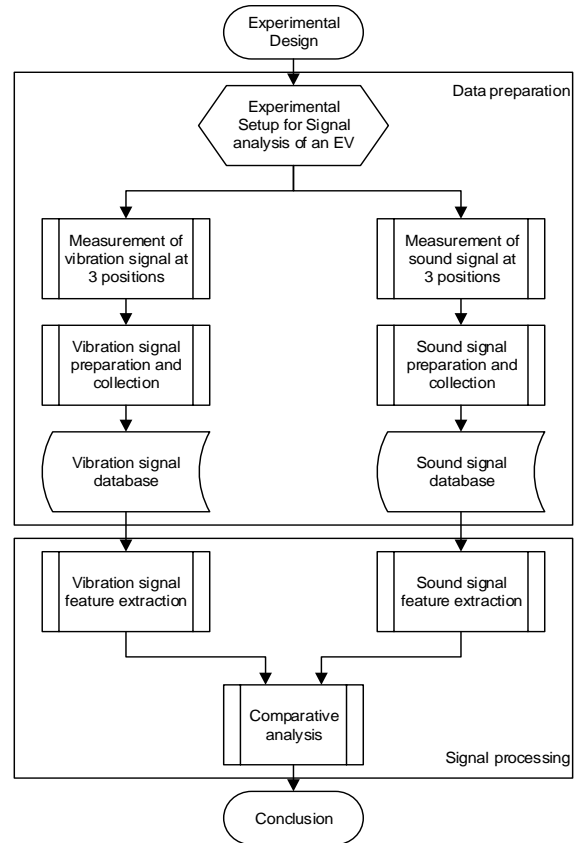 Experimental
Design
Data preparation
Experimental
Setup for Signal
analysis of an EV
Measurement of
vibration signal at
3 positions
Measurement of
sound signal at
3 positions
Vibration signal
preparation and
collection
Sound signal
preparation and
collection
Vibration signal
database
Sound signal
database
Vibration signal
feature extraction
Sound signal
feature extraction
Comparative
analysis
Signal processing
Conclusion